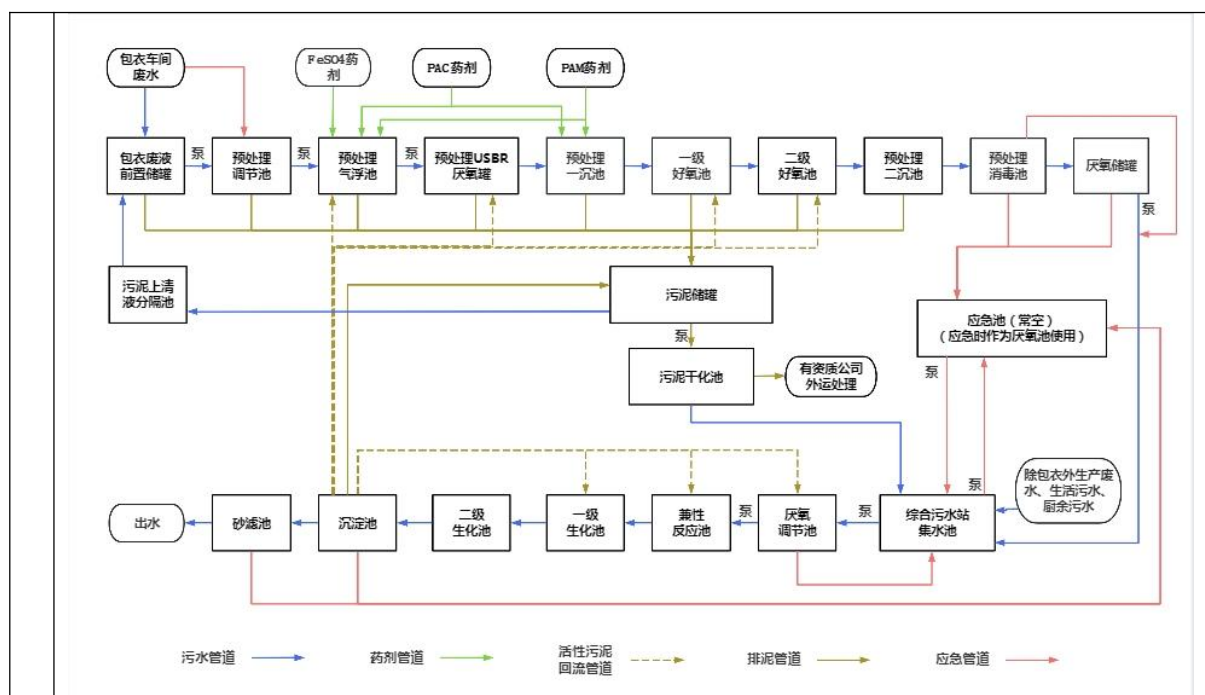 包衣车间
废水
FeSO4药
剂
PAC药剂
PAM药剂
包衣废液
前置储罐
泵
预处理
调节池
泵
预处理
气浮池
泵
预处理USBR
厌氧罐
预处理
一沉池
一级
好氧池
二级
好氧池
预处理
二沉池
预处理
消毒池
厌氧储罐
泵
污泥上清
液分隔池
污泥储罐
应急池（常空）
（应急时作为厌氧池使用）
泵
污泥干化池
有资质公司
外运处理
泵
泵
除包衣外生产废
水、生活污水、
厨余污水
出水
砂滤池
沉淀池
二级
生化池
一级
生化池
兼性
反应池
泵
厌氧
调节池
泵
综合污水站
集水池
污水管道
药剂管道
活性污泥
回流管道
排泥管道
应急管道